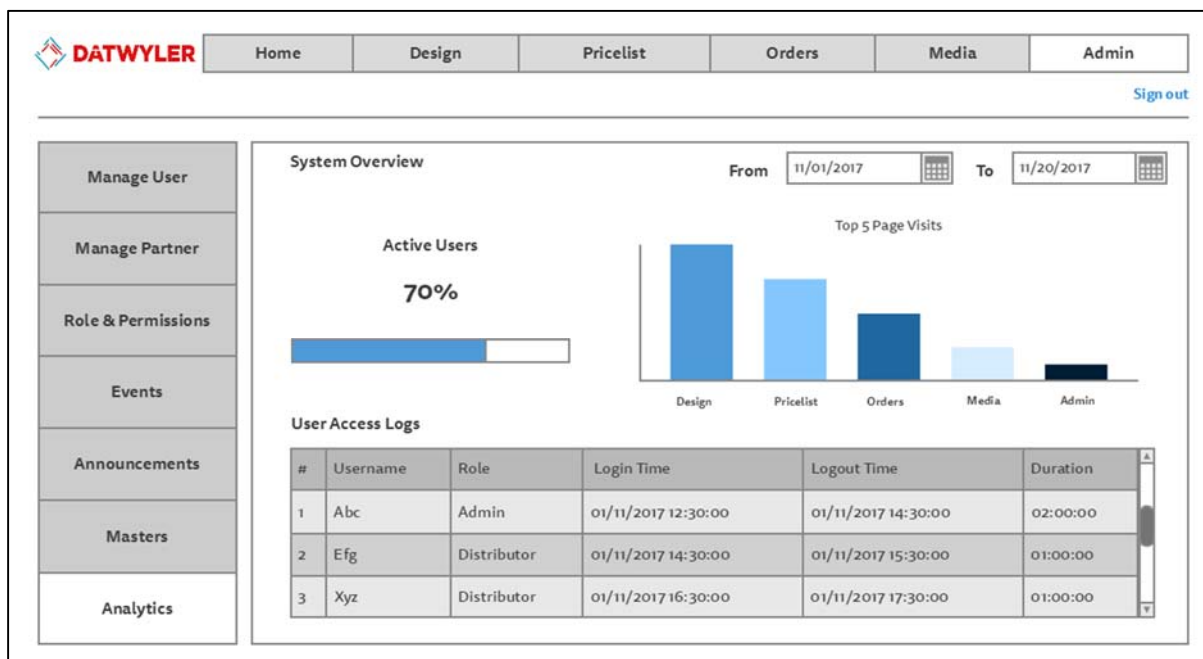 DATWYLER Home Design Pricelist Orders Media Admin
Sign out
Manage User
Manage Partner
Role & Permissions
Events
Announcements
Masters
Analytics
System Overview
From 11/01/2017 To 11/20/2017
Active Users
70%
Top 5 Page Visits
Design Pricelist Orders Media Admin
User Access Logs
# Username Role Login Time Logout Time Duration
1 Abc Admin 01/11/2017 12:30:00 01/11/2017 14:30:00 02:00:00
2 Efg Distributor 01/11/2017 14:30:00 01/11/2017 15:30:00 01:00:00
3 Xyz Distributor 01/11/2017 16:30:00 01/11/2017 17:30:00 01:00:00